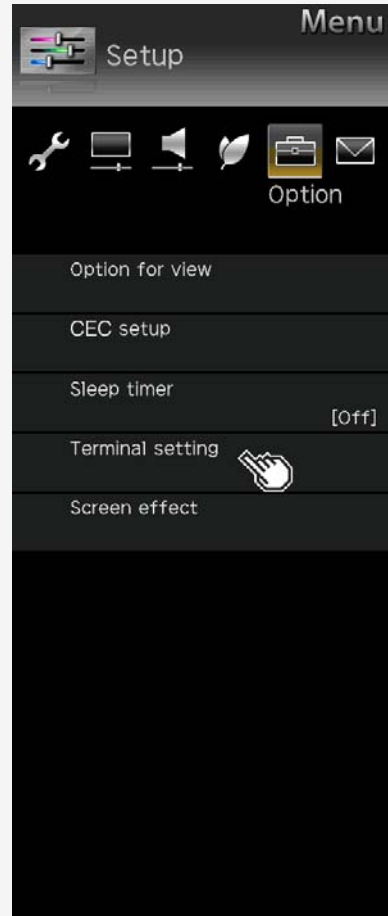 Menu
Setup
Option
Option for view
CEC setup
Sleep timer
[Off]
Terminal setting
Screen effect